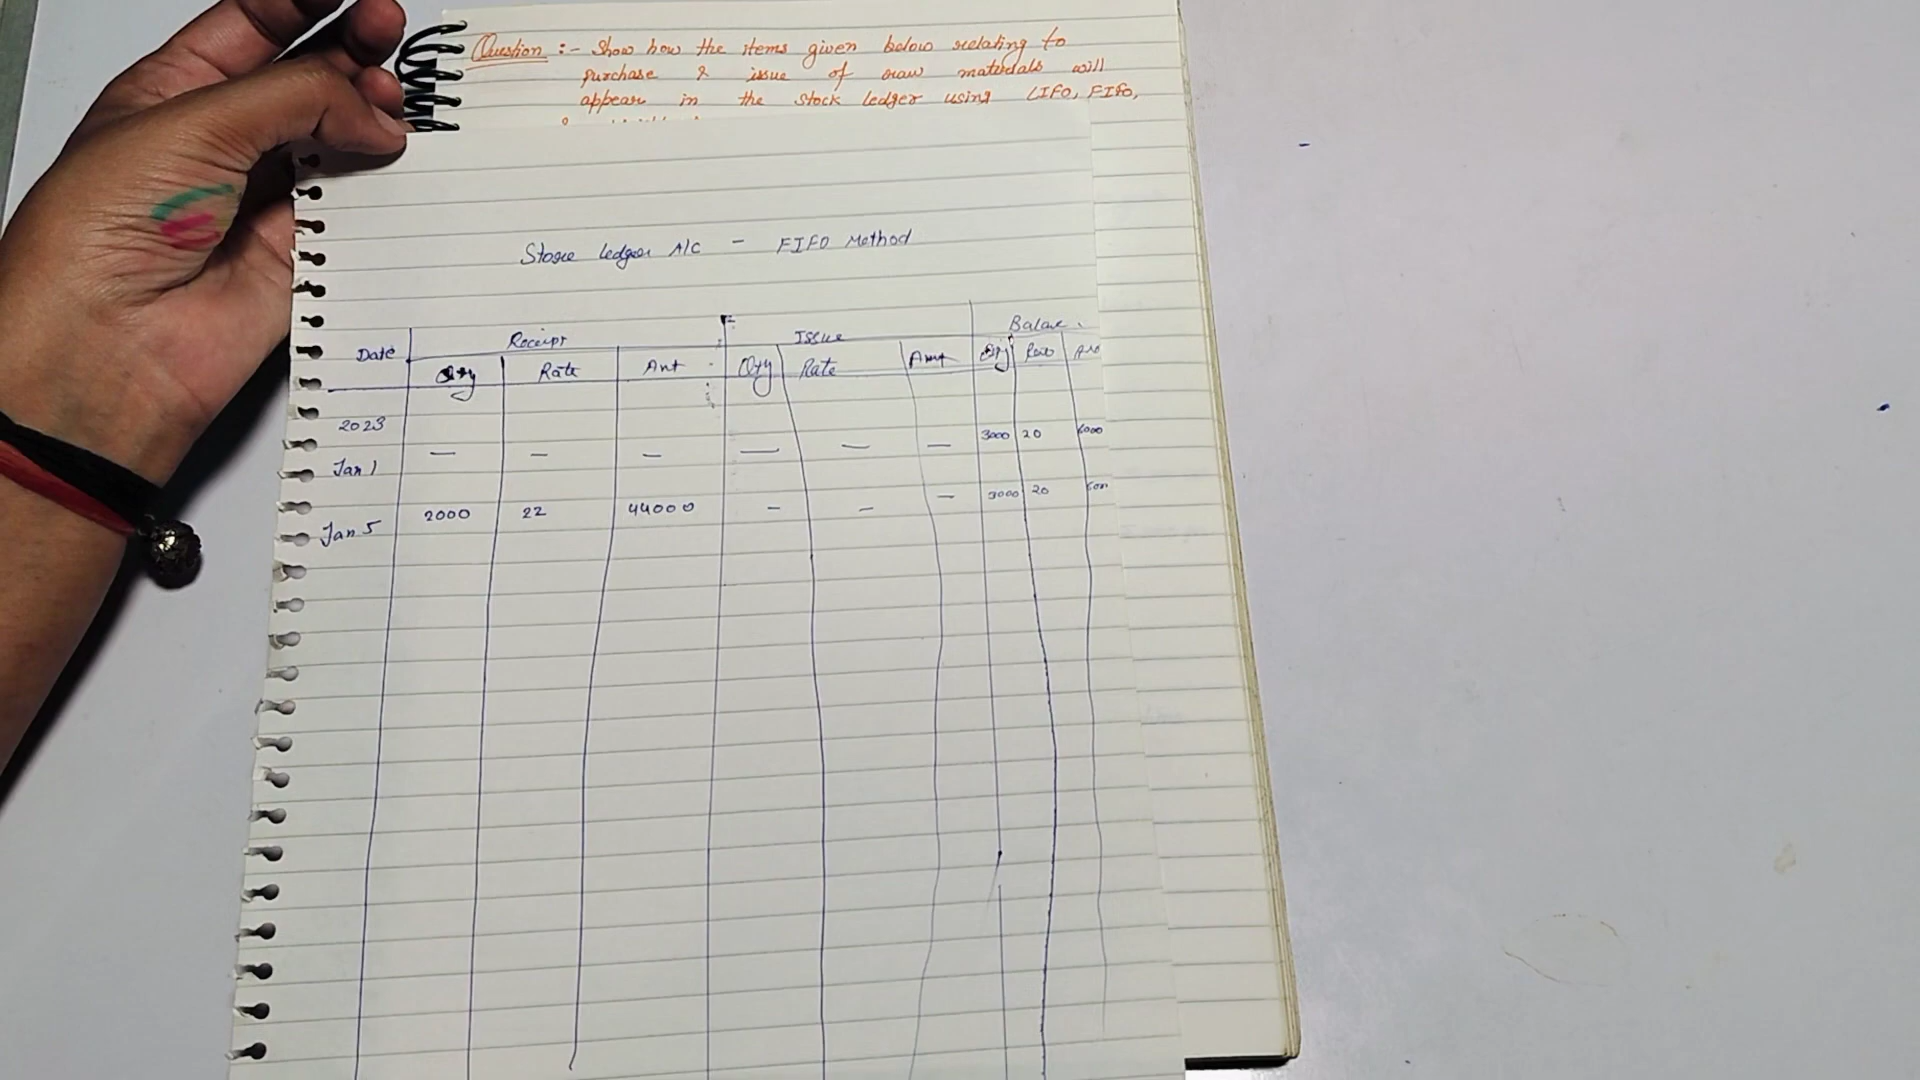 Question :- Show how the items given below relating to
purchase & issue of raw materials will
appear in the stock ledger using LIFO, FIFO,
Store ledger A/C - FIFO Method
Date Receipt Issue Balance
Qty Rate Amt Qty Rate Amt Qty Rate
2023
Jan 1 — — — — — — 3000 20
Jan 5 2000 22 44000 - - - 3000 20